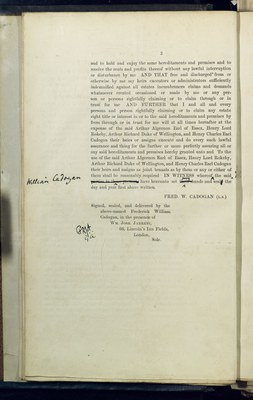 2
and to hold and enjoy the same hereditaments and premises and to
receive the rents and profits thereof without any lawful interruption
or disturbance by me AND THAT free and discharged from or
otherwise by me my heirs executors or administrators sufficiently
indemnified against all estates incumbrances claims and demands
whatsoever created occasioned or made by me or any per-
son or persons rightfully claiming or to claim through or in
trust for me AND FURTHER that I and all and every
persons and person rightfully claiming or to claim any estate
right title or interest in or to the said hereditaments and premises by
from through or in trust for me will at all times hereafter at the
expense of the said Arthur Algernon Earl of Essex, Henry Lord
Rokeby, Arthur Richard Duke of Wellington, and Henry Charles Earl
Cadogan their heirs or assigns execute and do every such lawful
assurance and thing for the further or more perfectly assuring all or
any said hereditaments and premises hereby granted unto and To the
use of the said Arthur Algernon Earl of Essex, Henry Lord Rokeby,
Arthur Richard Duke of Wellington, and Henry Charles Earl Cadogan
their heirs and assigns as joint tenants as by them or any or either of
them shall be reasonably required IN WITNESS whereof the said
William Cadogan
have hereunto set hands and the
day and year first above written
FRED W. CADOGAN (L.S.)
Signed, sealed, and delivered by the
above-named Frederick William
Cadogan, in the presence of
WM. JOHN
Lincoln's Inn Fields,
London,
Solr.